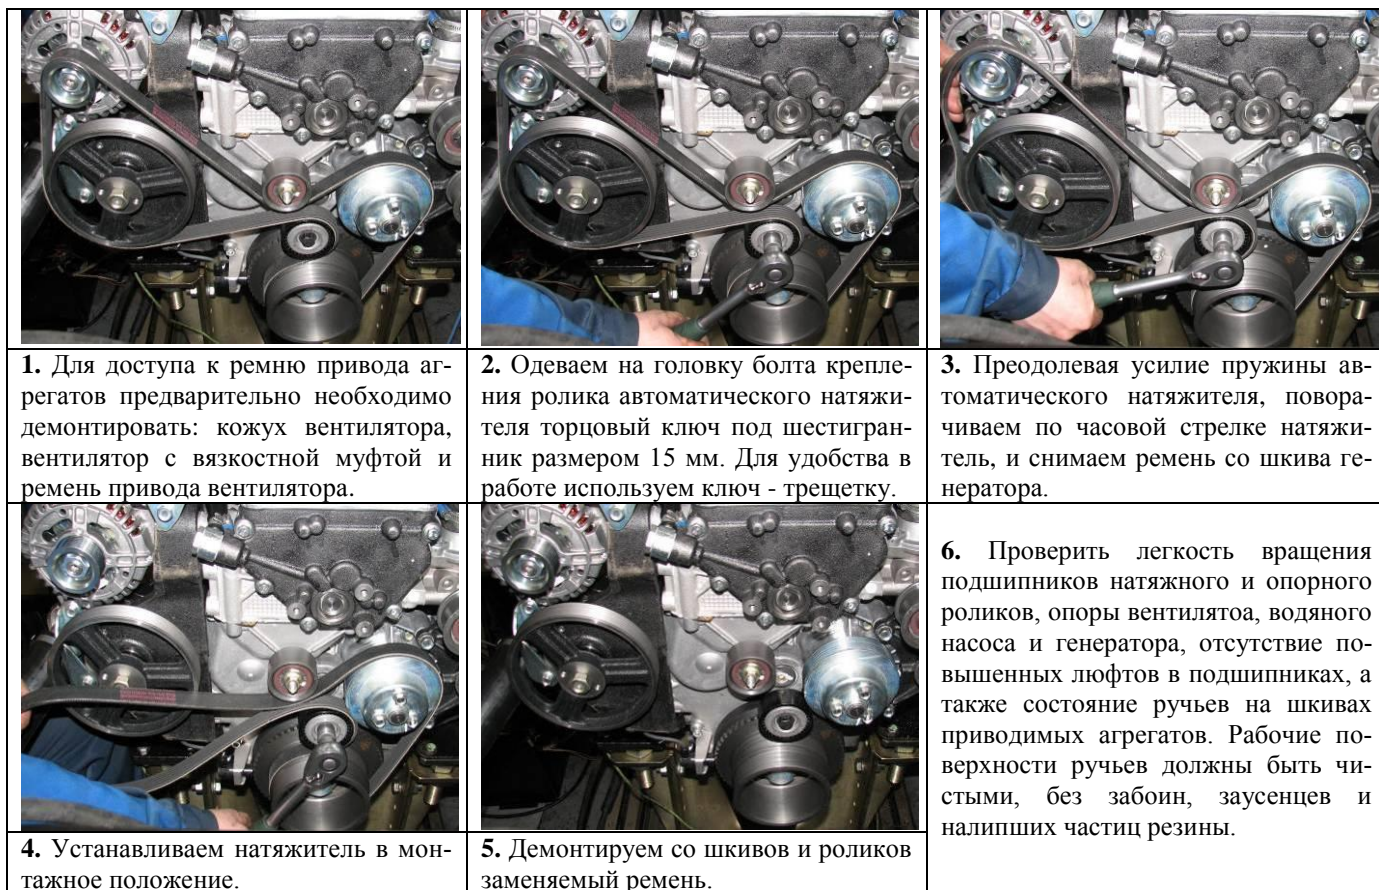 1. Для доступа к ремню привода аг-
регатов предварительно необходимо
демонтировать: кожух вентилятора,
вентилятор с вязкостной муфтой и
ремень привода вентилятора.
2. Одеваем на головку болта крепле-
ния ролика автоматического натяжи-
теля торцовый ключ под шестигран-
ник размером 15 мм. Для удобства в
работе используем ключ - трещетку.
3. Преодолевая усилие пружины ав-
томатического натяжителя, повора-
чиваем по часовой стрелке натяжи-
тель, и снимаем ремень со шкива ге-
нератора.
4. Устанавливаем натяжитель в мон-
тажное положение.
5. Демонтируем со шкивов и роликов
заменяемый ремень.
6. Проверить легкость вращения
подшипников натяжного и опорного
роликов, опоры вентилятоа, водяного
насоса и генератора, отсутствие по-
вышенных люфтов в подшипниках, а
также состояние ручьев на шкивах
приводимых агрегатов. Рабочие по-
верхности ручьев должны быть чи-
стыми, без забоин, заусенцев и
налипших частиц резины.